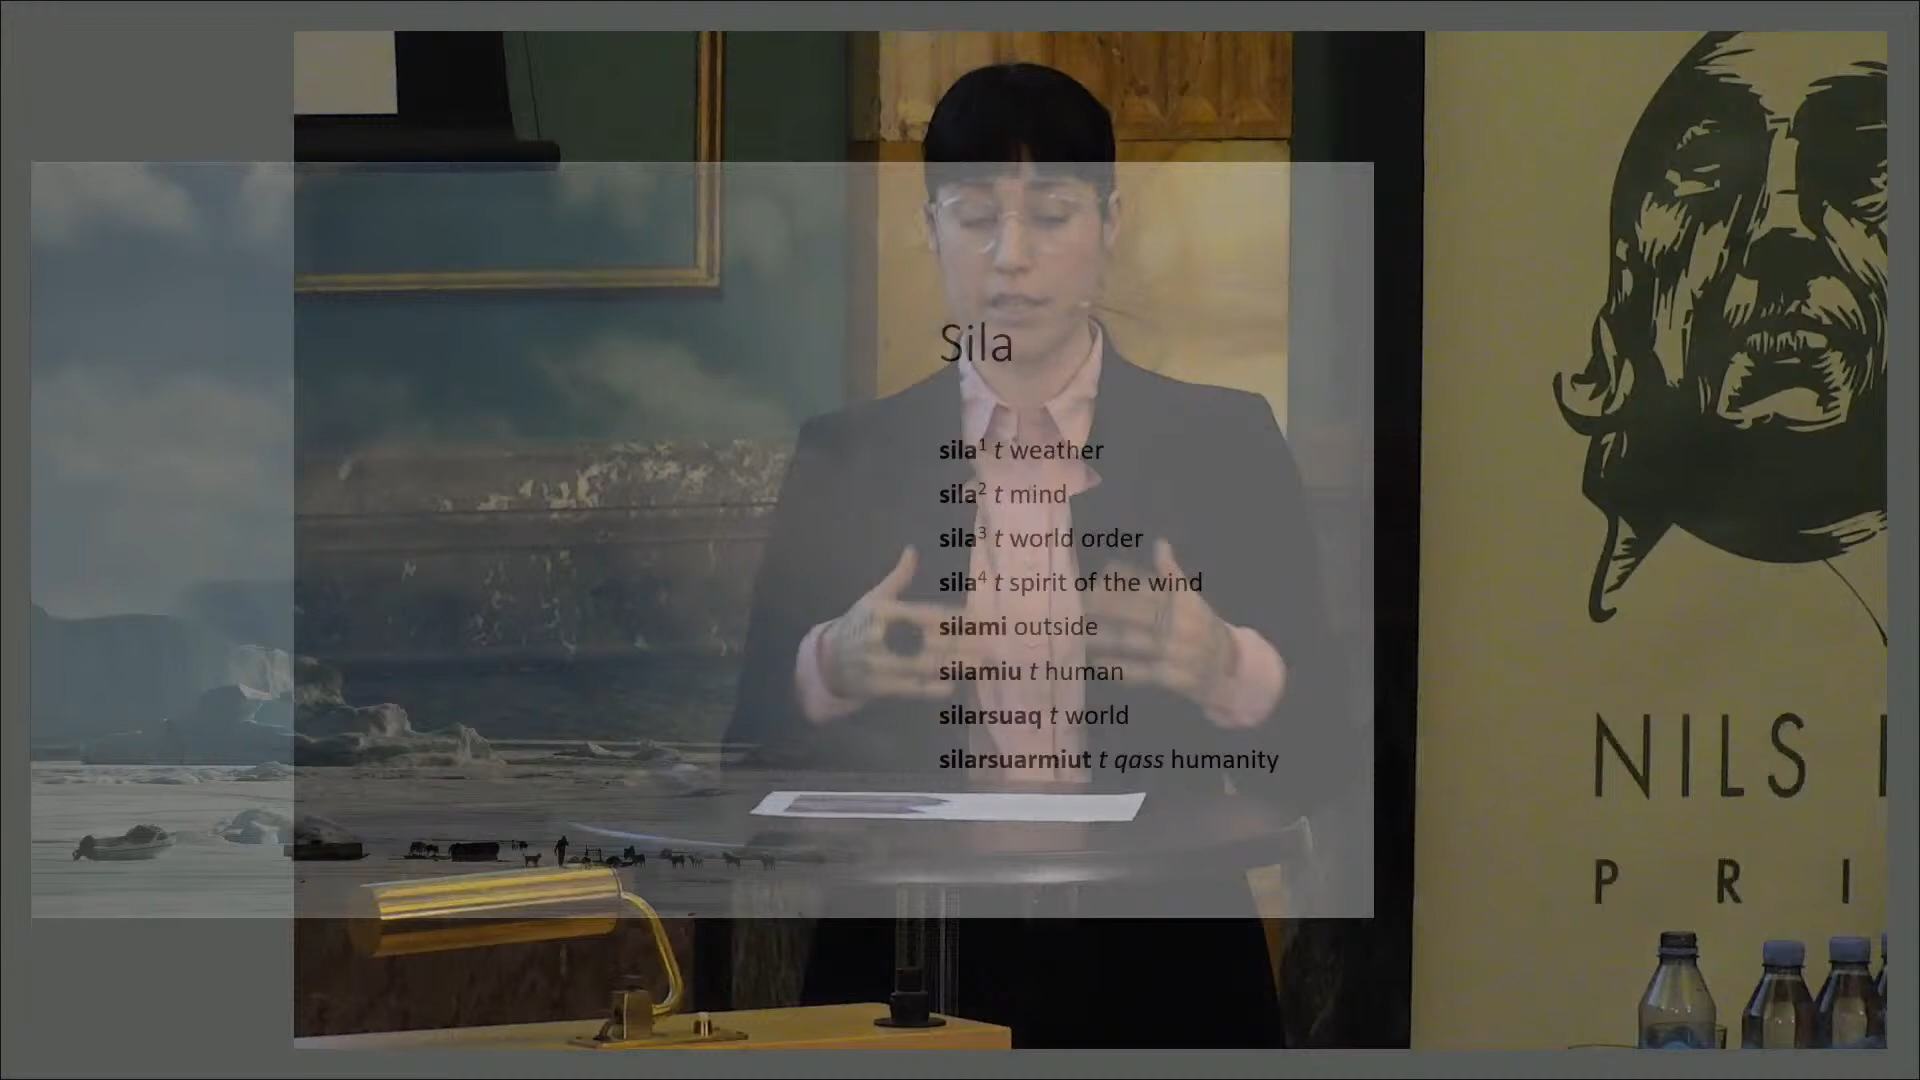 Sila
sila¹ t weather
sila² t mind
sila³ t world order
sila⁴ t spirit of the wind
silami outside
silamiu t human
silarsuaq t world
silarsuarmiut t qass humanity
NILS
PRI